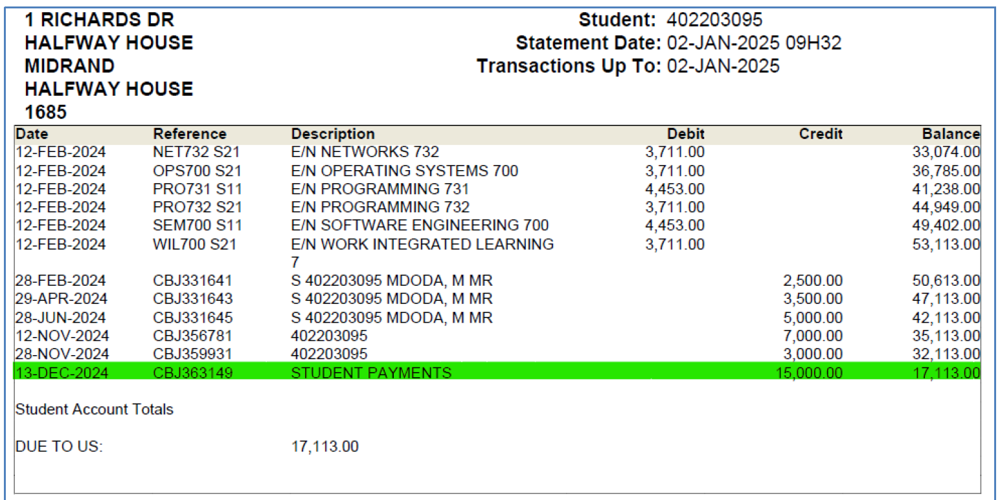 1 RICHARDS DR
HALFWAY HOUSE
MIDRAND
HALFWAY HOUSE
1685
Student: 402203095
Statement Date: 02-JAN-2025 09H32
Transactions Up To: 02-JAN-2025
Date Reference Description Debit Credit Balance
12-FEB-2024 NET732 S21 E/N NETWORKS 732 3,711.00 33,074.00
12-FEB-2024 OPS700 S21 E/N OPERATING SYSTEMS 700 3,711.00 36,785.00
12-FEB-2024 PRO731 S11 E/N PROGRAMMING 731 4,453.00 41,238.00
12-FEB-2024 PRO732 S21 E/N PROGRAMMING 732 3,711.00 44,949.00
12-FEB-2024 SEM700 S11 E/N SOFTWARE ENGINEERING 700 4,453.00 49,402.00
12-FEB-2024 WIL700 S21 E/N WORK INTEGRATED LEARNING 3,711.00 53,113.00
7
28-FEB-2024 CBJ331641 S 402203095 MDODA, M MR 2,500.00 50,613.00
29-APR-2024 CBJ331643 S 402203095 MDODA, M MR 3,500.00 47,113.00
28-JUN-2024 CBJ331645 S 402203095 MDODA, M MR 5,000.00 42,113.00
12-NOV-2024 CBJ356781 402203095 7,000.00 35,113.00
28-NOV-2024 CBJ359931 402203095 3,000.00 32,113.00
13-DEC-2024 CBJ363149 STUDENT PAYMENTS 15,000.00 17,113.00
Student Account Totals
DUE TO US: 17,113.00